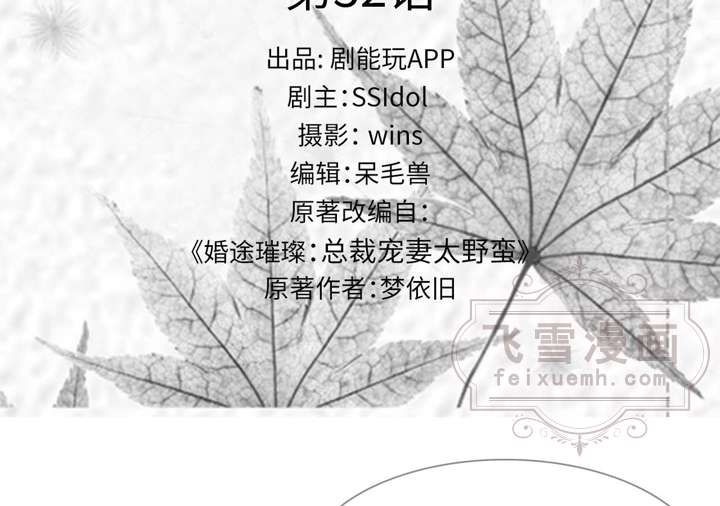 第32话
出品: 剧能玩APP
剧主:SSIdol
摄影: wins
编辑:呆毛兽
原著改编自:
《婚途璀璨:总裁宠妻太野蛮》
原著作者:梦依旧
飞雪漫画
feixuemh.com